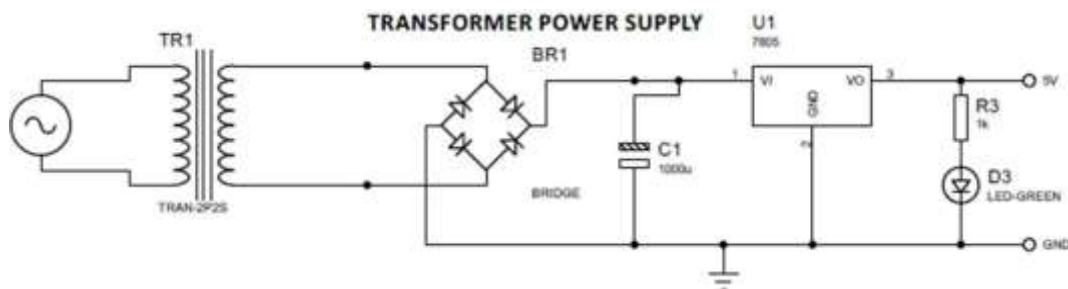 TRANSFORMER POWER SUPPLY
U1
7805
TR1
BR1
1
VI
VO
3
GND
2
5V
R3
1k
C1
1000u
BRIDGE
D3
LED-GREEN
TRAN-2P2S
GND